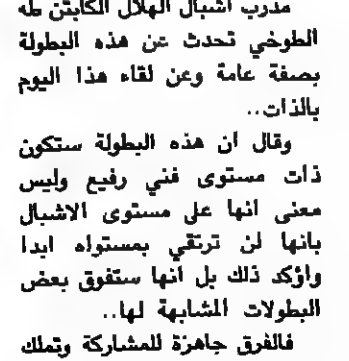 مدرب اشبال الهلال الكابتن طه
الطوخي تحدث عن هذه البطولة
بصفة عامة وعن لقاء هذا اليوم
بالذات..
وقال ان هذه البطولة ستكون
ذات مستوى فني رفيع وليس
معنى انها على مستوى الاشبال
بانها لن ترتقي بمستواه ابدا
واؤكد ذلك بل انها ستفوق بعض
البطولات المشابهة لها..
فالفرق جاهزة للمشاركة وتملك